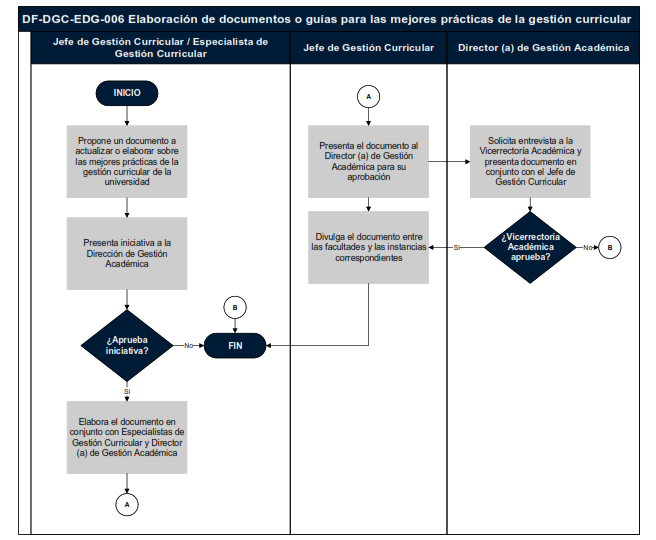 DF-DGC-EDG-006 Elaboración de documentos o guías para las mejores prácticas de la gestión curricular
Jefe de Gestión Curricular / Especialista de
Gestión Curricular
Jefe de Gestión Curricular
Director (a) de Gestión Académica
INICIO
Propone un documento a
actualizar o elaborar sobre
las mejores prácticas de la
gestión curricular de la
universidad
Presenta iniciativa a la
Dirección de Gestión
Académica
¿Aprueba
iniciativa?
No
Si
B
FIN
Elabora el documento en
conjunto con Especialistas de
Gestión Curricular y Director
(a) de Gestión Académica
A
A
Presenta el documento al
Director (a) de Gestión
Académica para su
aprobación
Divulga el documento entre
las facultades y las instancias
correspondientes
Solicita entrevista a la
Vicerrectoría Académica y
presenta documento en
conjunto con el Jefe de
Gestión Curricular
¿Vicerrectoria
Académica
aprueba?
Si
No
B